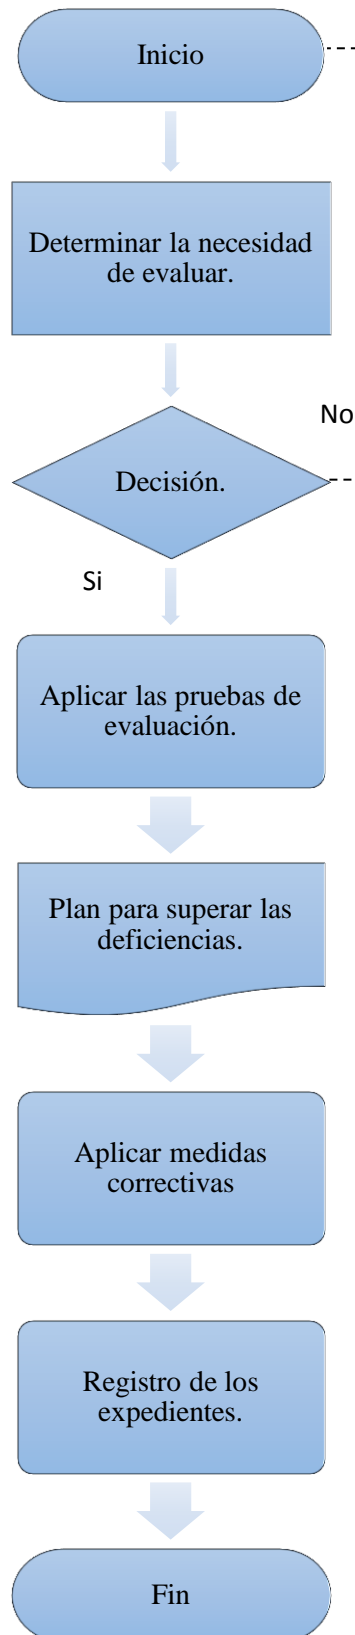 Inicio
Determinar la necesidad
de evaluar.
No
Decisión.
Si
Aplicar las pruebas de
evaluación.
Plan para superar las
deficiencias.
Aplicar medidas
correctivas
Registro de los
expedientes.
Fin